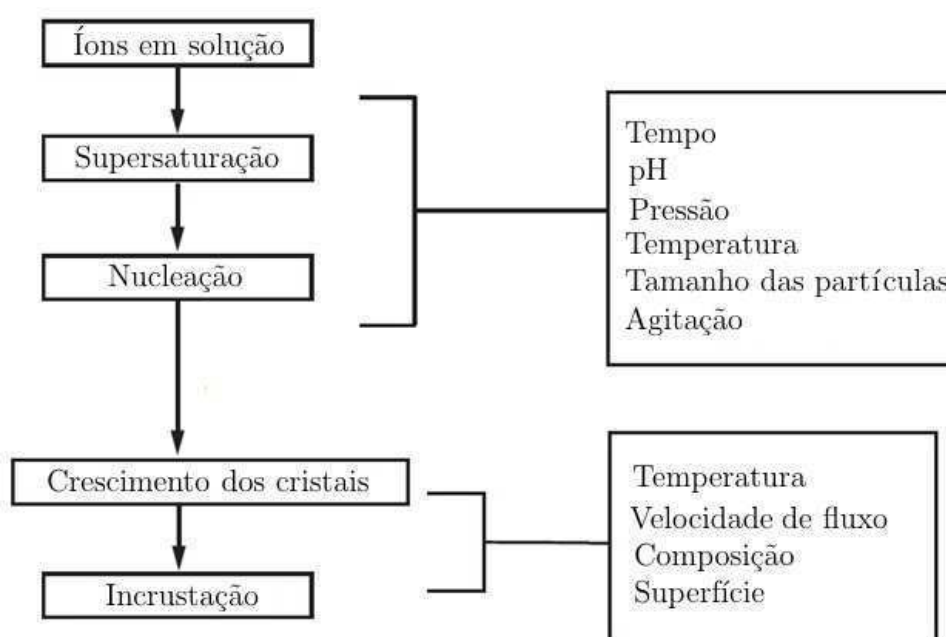 Íons em solução
Supersaturação
Nucleação
Crescimento dos cristais
Incrustação
Tempo
pH
Pressão
Temperatura
Tamanho das partículas
Agitação
Temperatura
Velocidade de fluxo
Composição
Superfície